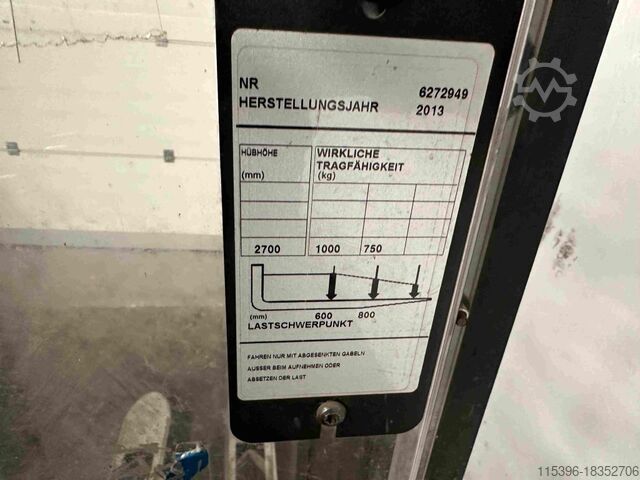 NR 6272949
HERSTELLUNGSJAHR 2013
HÜBHÖHE
(mm)
WIRKLICHE
TRAGFÄHIGKEIT
(kg)
2700 1000 750
(mm) 600 800
LASTSCHWERPUNKT
FAHREN NUR MIT ABGESENKTEN GABELN
AUSSER BEIM AUFNEHMEN ODER
ABSETZEN DER LAST
115396-18352706